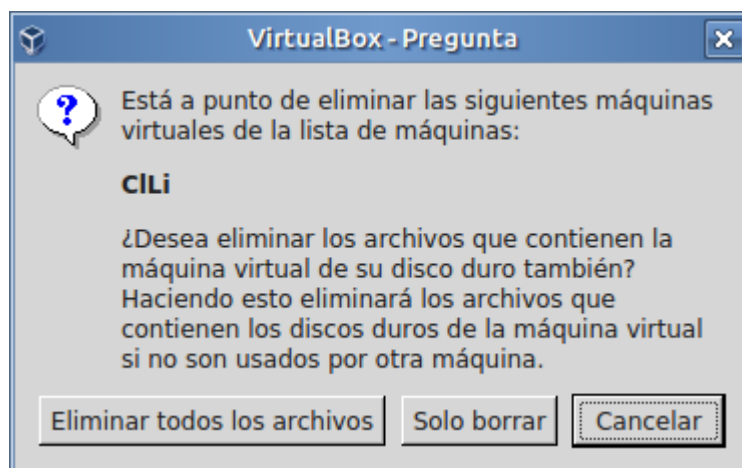 VirtualBox - Pregunta
Está a punto de eliminar las siguientes máquinas
virtuales de la lista de máquinas:
ClLi
¿Desea eliminar los archivos que contienen la
máquina virtual de su disco duro también?
Haciendo esto eliminará los archivos que
contienen los discos duros de la máquina virtual
si no son usados por otra máquina.
Eliminar todos los archivos Solo borrar Cancelar